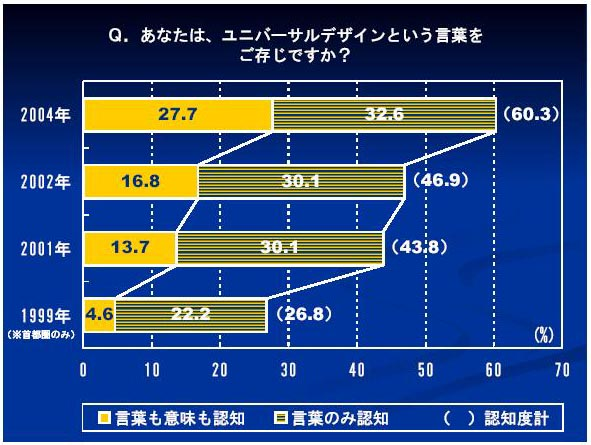 Q．あなたは、ユニバーサルデザインという言葉を
ご存じですか？
2004年 27.7 32.6 (60.3)
2002年 16.8 30.1 (46.9)
2001年 13.7 30.1 (43.8)
1999年 4.6 22.2 (26.8)
(※首都圏のみ)
(%)
0 10 20 30 40 50 60 70
言葉も意味も認知 言葉のみ認知 ( )認知度計